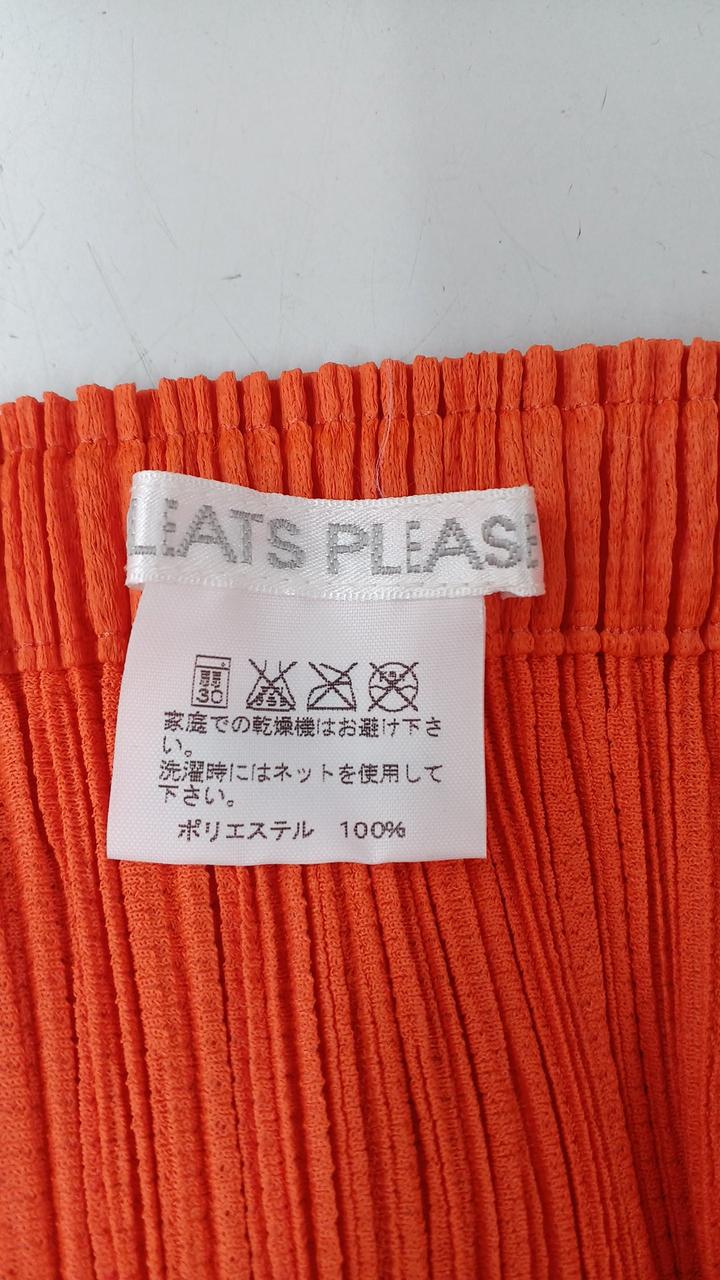 LEATS PLEASE
弱
30
家庭での乾燥機はお避け下さ
い。
洗濯時にはネットを使用して
下さい。
ポリエステル 100%